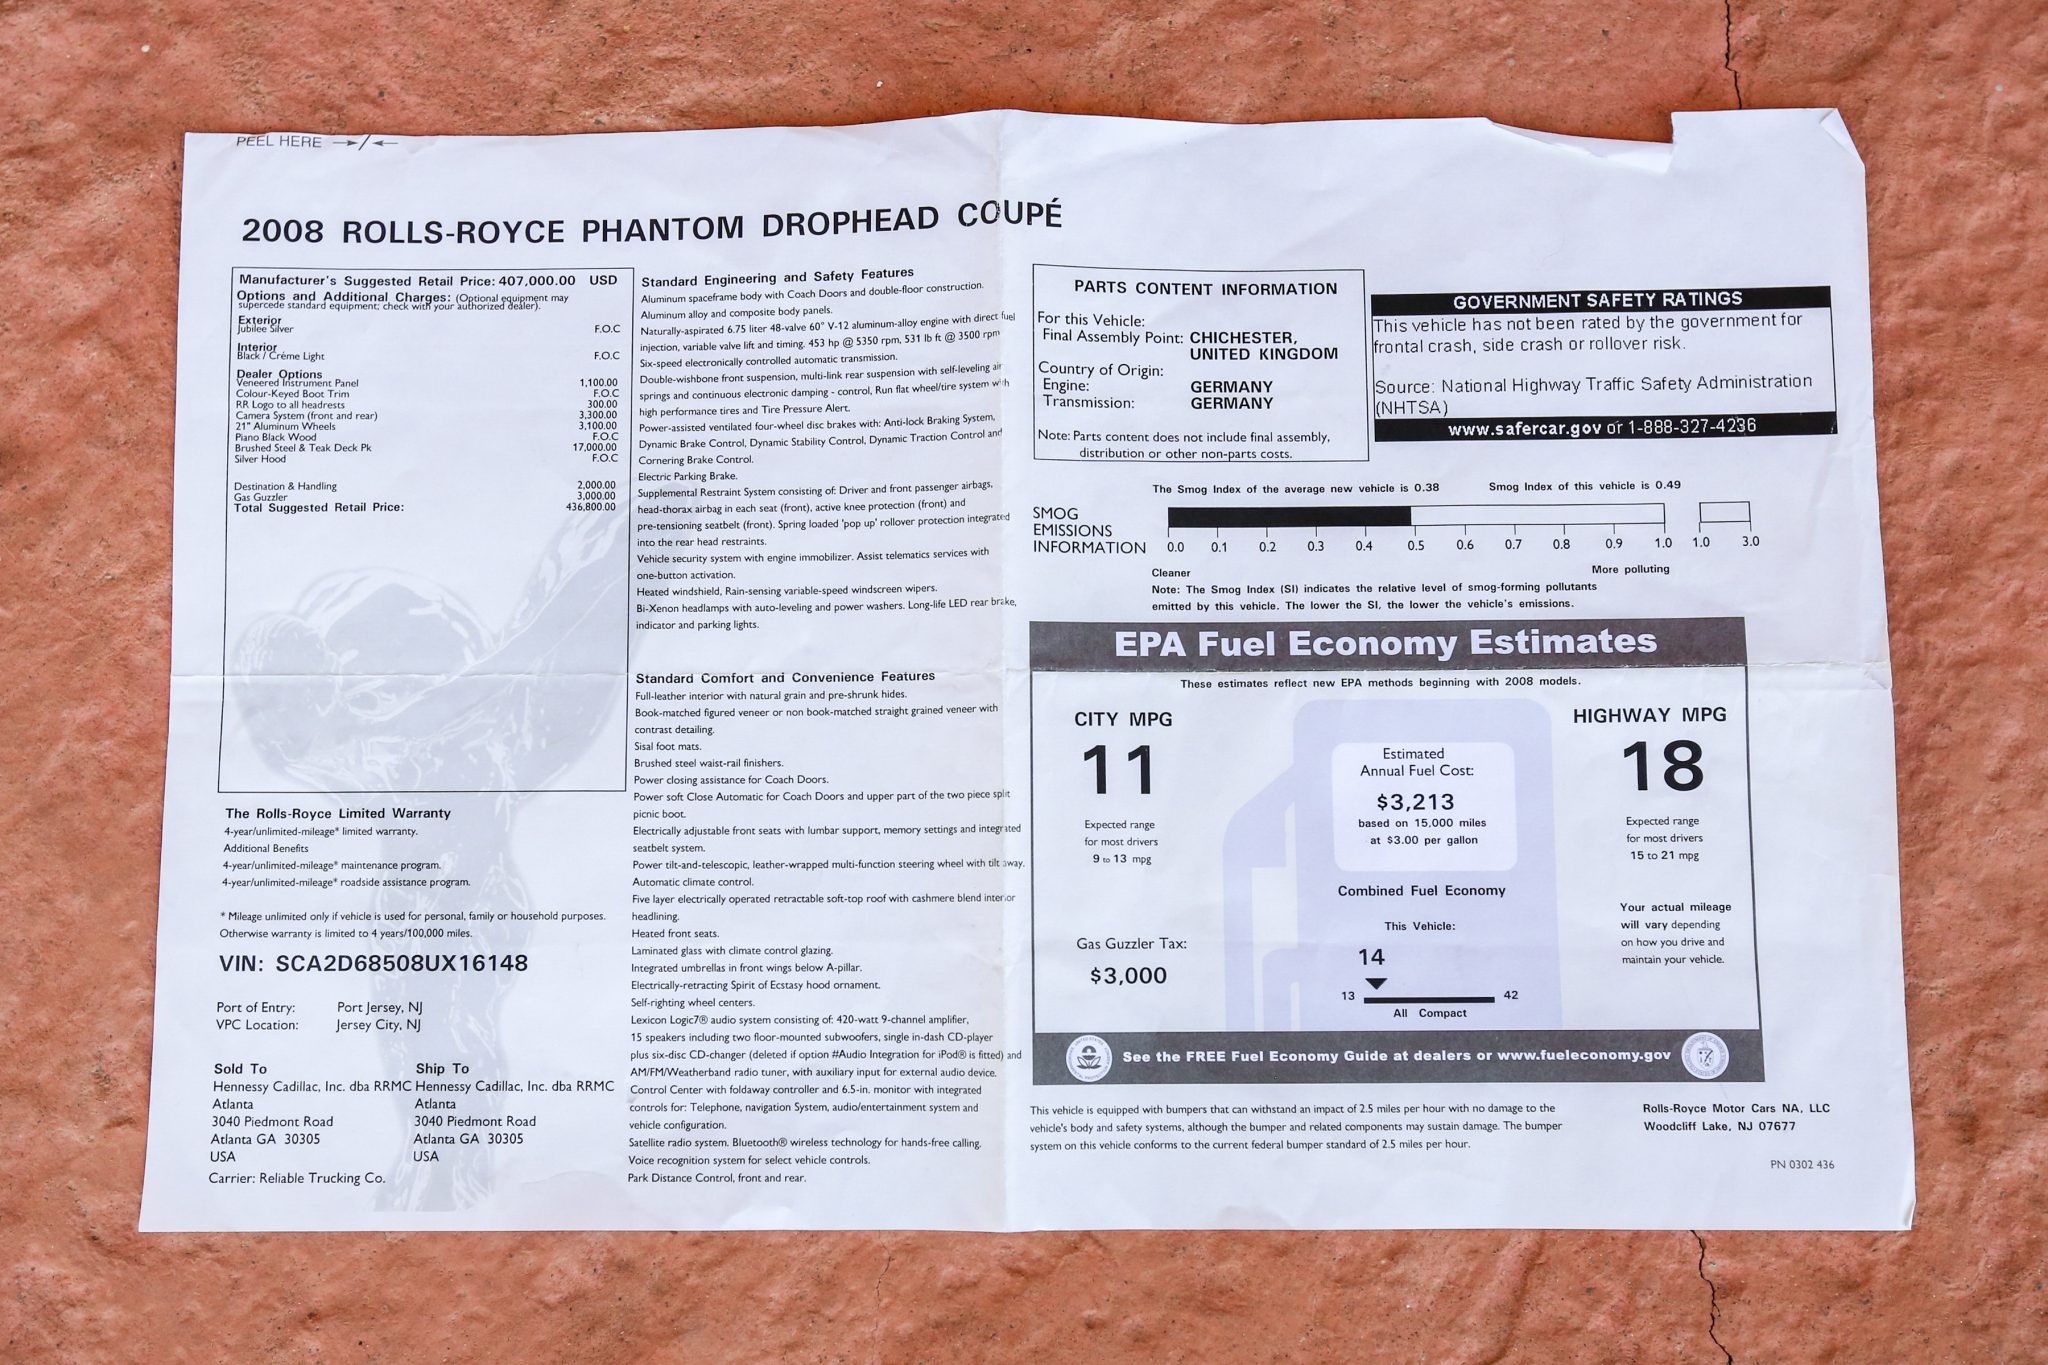 PEEL HERE
2008 ROLLS-ROYCE PHANTOM DROPHEAD COUPÉ
Manufacturer's Suggested Retail Price: 407,000.00 USD
Options and Additional Charges: (Optional equipment may
supercede standard equipment; check with your authorized dealer).
Exterior
Jubilee Silver F.O.C
Interior
Black / Créme Light F.O.C
Dealer Options
Veneered Instrument Panel 1,100.00
Colour-Keyed Boot Trim F.O.C
RR Logo to all headrests 300.00
Camera System (front and rear) 3,300.00
21" Aluminum Wheels 3,100.00
Piano Black Wood F.O.C
Brushed Steel & Teak Deck Pk 17,000.00
Silver Hood F.O.C
Destination & Handling 2,000.00
Gas Guzzler 3,000.00
Total Suggested Retail Price: 436,800.00
The Rolls-Royce Limited Warranty
4-year/unlimited-mileage* limited warranty.
Additional Benefits
4-year/unlimited-mileage* maintenance program.
4-year/unlimited-mileage* roadside assistance program.
* Mileage unlimited only if vehicle is used for personal, family or household purposes.
Otherwise warranty is limited to 4 years/100,000 miles.
VIN: SCA2D68508UX16148
Port of Entry: Port Jersey, NJ
VPC Location: Jersey City, NJ
Sold To
Hennessy Cadillac, Inc. dba RRMC
Atlanta
3040 Piedmont Road
Atlanta GA 30305
USA
Ship To
Hennessy Cadillac, Inc. dba RRMC
Atlanta
3040 Piedmont Road
Atlanta GA 30305
USA
Carrier: Reliable Trucking Co.
Standard Engineering and Safety Features
Aluminum spaceframe body with Coach Doors and double-floor construction.
Aluminum alloy and composite body panels.
Naturally-aspirated 6.75 liter 48-valve 60° V-12 aluminum-alloy engine with direct fuel
injection, variable valve lift and timing. 453 hp @ 5350 rpm, 531 lb ft @ 3500 rpm
Six-speed electronically controlled automatic transmission.
Double-wishbone front suspension, multi-link rear suspension with self-leveling air
springs and continuous electronic damping - control, Run flat wheel/tire system with
high performance tires and Tire Pressure Alert.
Power-assisted ventilated four-wheel disc brakes with: Anti-lock Braking System,
Dynamic Brake Control, Dynamic Stability Control, Dynamic Traction Control and
Cornering Brake Control.
Electric Parking Brake.
Supplemental Restraint System consisting of: Driver and front passenger airbags,
head-thorax airbag in each seat (front), active knee protection (front) and
pre-tensioning seatbelt (front). Spring loaded 'pop up' rollover protection integrated
into the rear head restraints.
Vehicle security system with engine immobilizer. Assist telematics services with
one-button activation.
Heated windshield, Rain-sensing variable-speed windscreen wipers.
Bi-Xenon headlamps with auto-leveling and power washers. Long-life LED rear brake,
indicator and parking lights.
Standard Comfort and Convenience Features
Full-leather interior with natural grain and pre-shrunk hides.
Book-matched figured veneer or non book-matched straight grained veneer with
contrast detailing.
Sisal foot mats.
Brushed steel waist-rail finishers.
Power closing assistance for Coach Doors.
Power soft Close Automatic for Coach Doors and upper part of the two piece split
picnic boot.
Electrically adjustable front seats with lumbar support, memory settings and integrated
seatbelt system.
Power tilt-and-telescopic, leather-wrapped multi-function steering wheel with tilt away.
Automatic climate control.
Five layer electrically operated retractable soft-top roof with cashmere blend interior
headlining.
Heated front seats.
Laminated glass with climate control glazing.
Integrated umbrellas in front wings below A-pillar.
Electrically-retracting Spirit of Ecstasy hood ornament.
Self-righting wheel centers.
Lexicon Logic7® audio system consisting of: 420-watt 9-channel amplifier,
15 speakers including two floor-mounted subwoofers, single in-dash CD-player
plus six-disc CD-changer (deleted if option #Audio Integration for iPod® is fitted) and
AM/FM/Weatherband radio tuner, with auxiliary input for external audio device.
Control Center with foldaway controller and 6.5-in. monitor with integrated
controls for: Telephone, navigation System, audio/entertainment system and
vehicle configuration.
Satellite radio system. Bluetooth® wireless technology for hands-free calling.
Voice recognition system for select vehicle controls.
Park Distance Control, front and rear.
PARTS CONTENT INFORMATION
For this Vehicle:
Final Assembly Point: CHICHESTER,
UNITED KINGDOM
Country of Origin:
Engine: GERMANY
Transmission: GERMANY
Note: Parts content does not include final assembly,
distribution or other non-parts costs.
GOVERNMENT SAFETY RATINGS
This vehicle has not been rated by the government for
frontal crash, side crash or rollover risk.
Source: National Highway Traffic Safety Administration
(NHTSA)
www.safercar.gov or 1-888-327-4236
The Smog Index of the average new vehicle is 0.38 Smog Index of this vehicle is 0.49
SMOG
EMISSIONS
INFORMATION
0.0 0.1 0.2 0.3 0.4 0.5 0.6 0.7 0.8 0.9 1.0 1.0 3.0
Cleaner More polluting
Note: The Smog Index (SI) indicates the relative level of smog-forming pollutants
emitted by this vehicle. The lower the SI, the lower the vehicle's emissions.
EPA Fuel Economy Estimates
These estimates reflect new EPA methods beginning with 2008 models.
CITY MPG
11
Expected range
for most drivers
9 to 13 mpg
Gas Guzzler Tax:
$3,000
Estimated
Annual Fuel Cost:
$3,213
based on 15,000 miles
at $3.00 per gallon
Combined Fuel Economy
This Vehicle:
14
13 42
All Compact
HIGHWAY MPG
18
Expected range
for most drivers
15 to 21 mpg
Your actual mileage
will vary depending
on how you drive and
maintain your vehicle.
See the FREE Fuel Economy Guide at dealers or www.fueleconomy.gov
This vehicle is equipped with bumpers that can withstand an impact of 2.5 miles per hour with no damage to the
vehicle's body and safety systems, although the bumper and related components may sustain damage. The bumper
system on this vehicle conforms to the current federal bumper standard of 2.5 miles per hour.
Rolls-Royce Motor Cars NA, LLC
Woodcliff Lake, NJ 07677
PN 0302 436